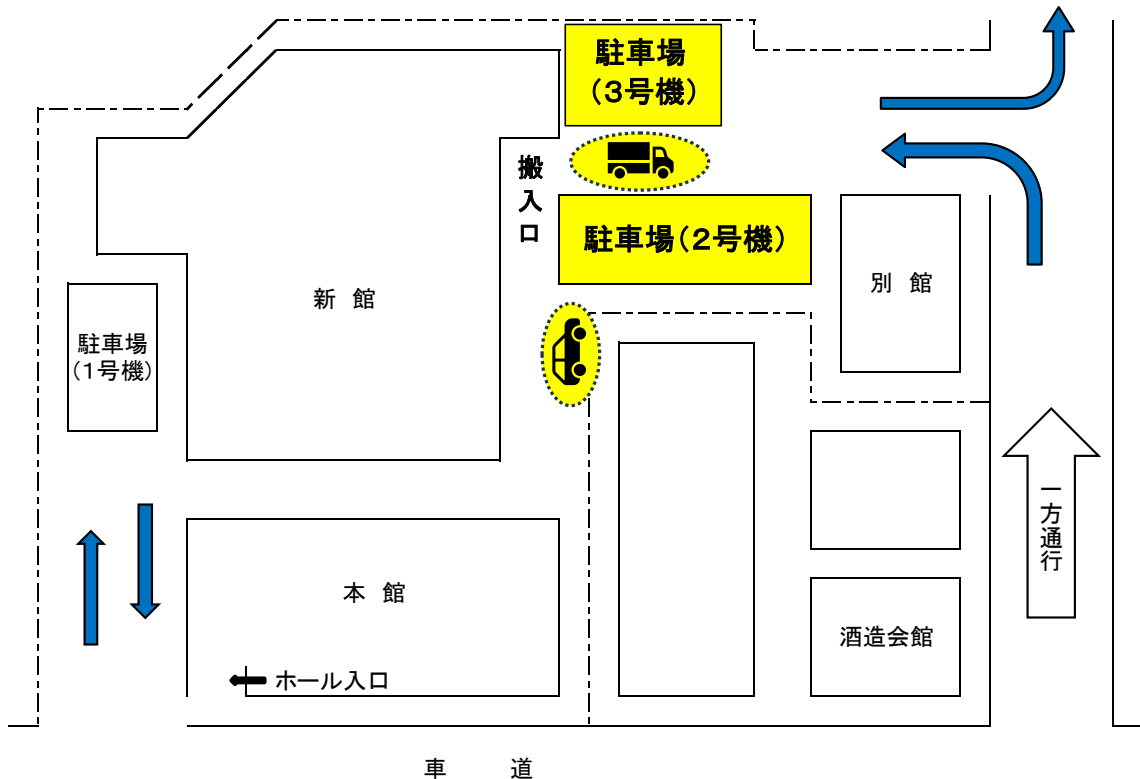 駐車場
(3号機)
搬入口
駐車場(2号機)
新 館
別 館
駐車場
(1号機)
一方通行
本 館
酒造会館
ホール入口
車 道